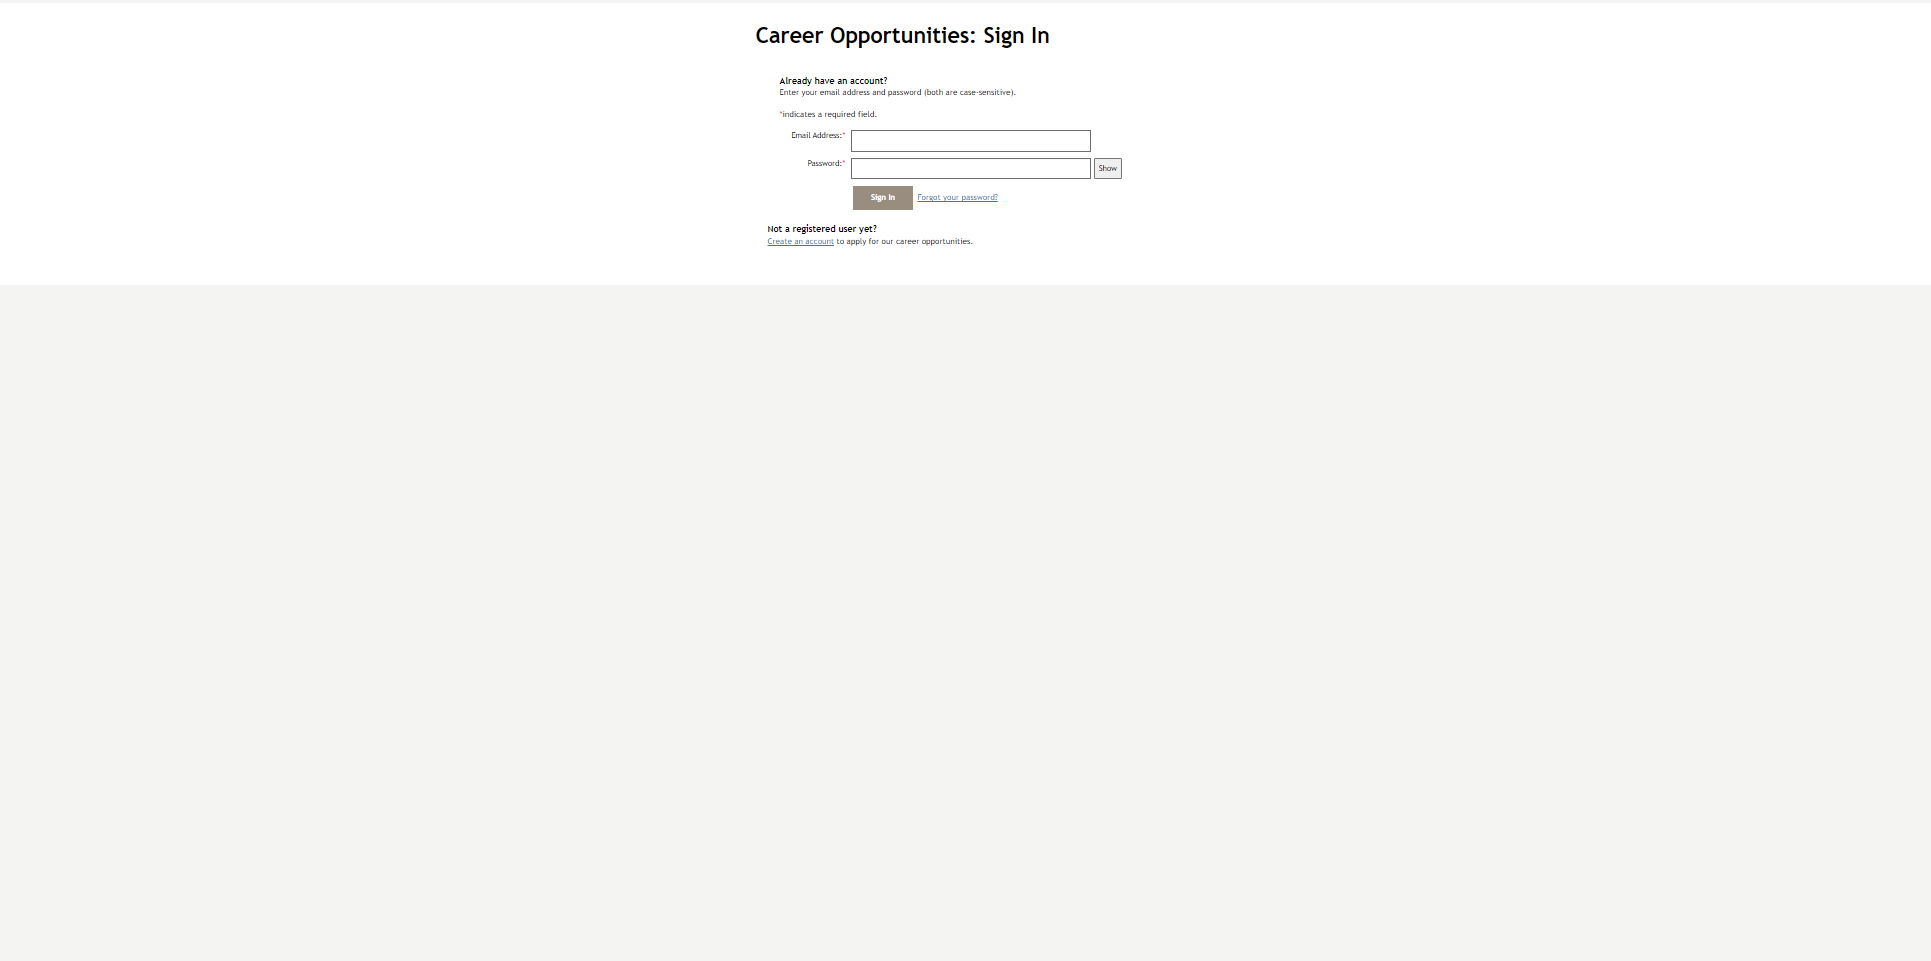 Career Opportunities: Sign In
Already have an account?
Enter your email address and password (both are case-sensitive).
*indicates a required field.
Email Address:*
Password:*
Show
Sign In
Forgot your password?
Not a registered user yet?
Create an account to apply for our career opportunities.